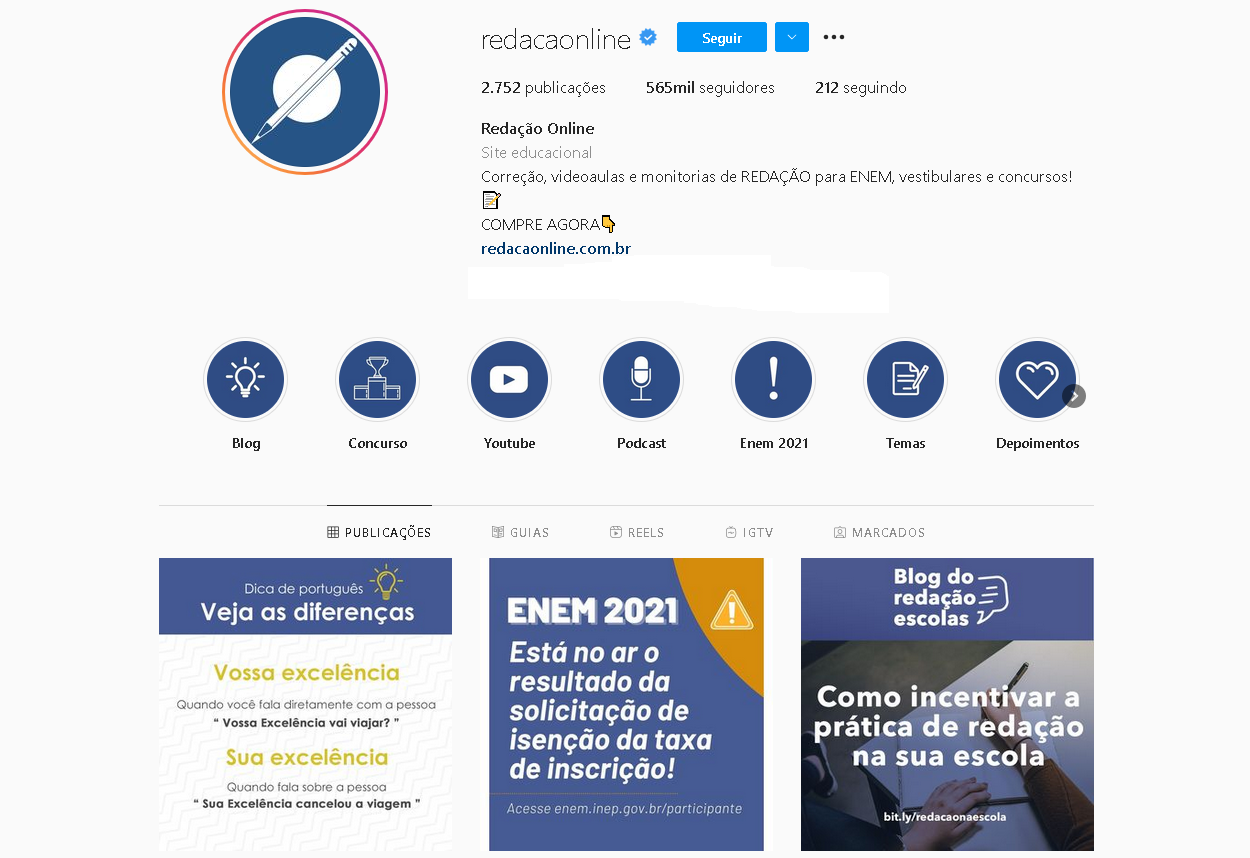 redacaonline
Seguir
2.752 publicações 565mil seguidores 212 seguindo
Redação Online
Site educacional
Correção, videoaulas e monitorias de REDAÇÃO para ENEM, vestibulares e concursos!
📝
COMPRE AGORA👇
redacaonline.com.br
Blog Concurso Youtube Podcast Enem 2021 Temas Depoimentos
PUBLICAÇÕES GUIAS REELS IGTV MARCADOS
Dica de português
Veja as diferenças
Vossa excelência
Quando você fala diretamente com a pessoa
“ Vossa Excelência vai viajar? ”
Sua excelência
Quando fala sobre a pessoa
“ Sua Excelência cancelou a viagem ”
ENEM 2021
Está no ar o
resultado da
solicitação de
isenção da taxa
de inscrição!
Acesse enem.inep.gov.br/participante
Blog do
redação
escolas
Como incentivar a
prática de redação
na sua escola
bit.ly/redacaonaescola